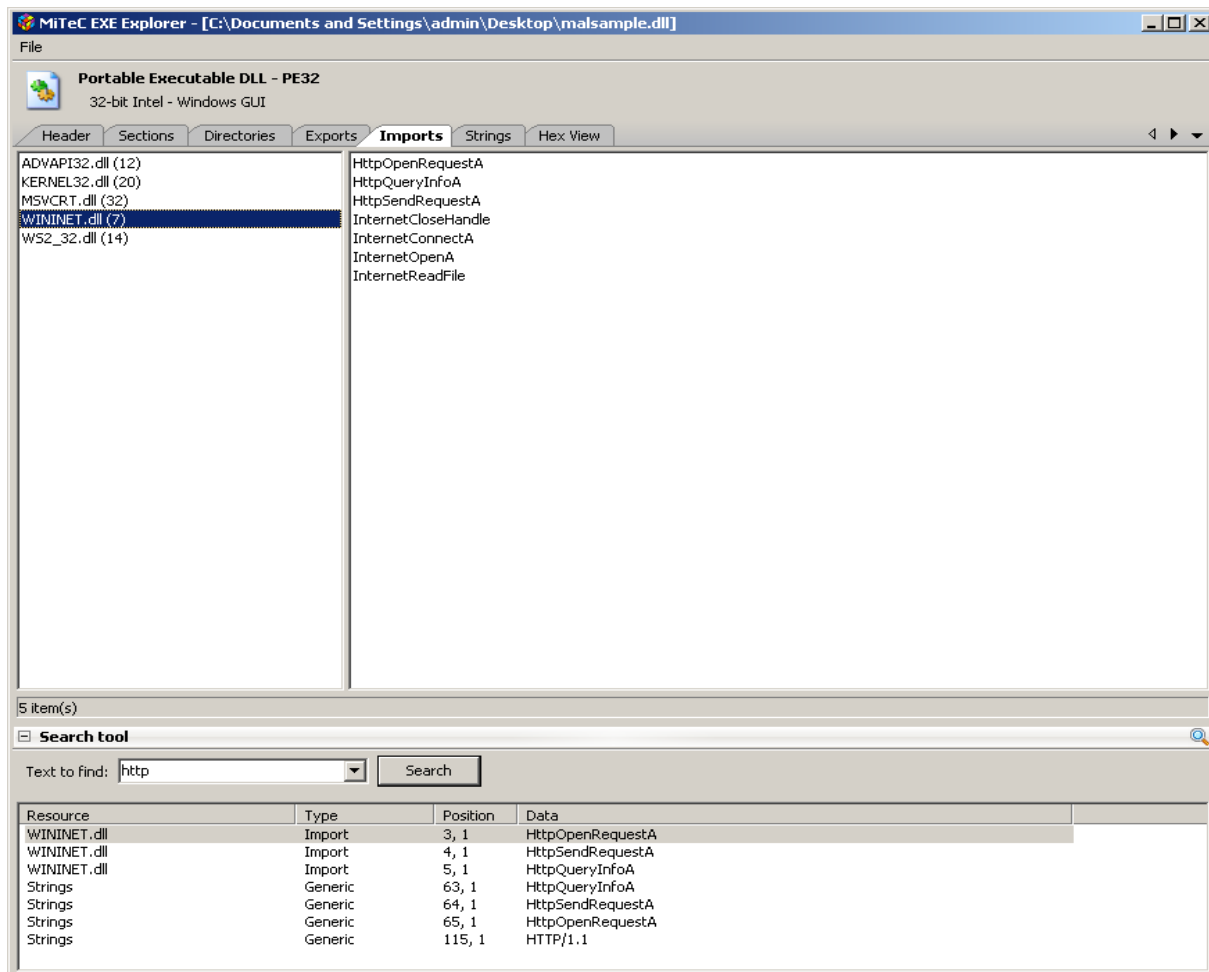 MiTeC EXE Explorer - [C:\Documents and Settings\admin\Desktop\malsample.dll]
File
Portable Executable DLL - PE32
32-bit Intel - Windows GUI
Header Sections Directories Exports Imports Strings Hex View
ADVAPI32.dll (12)
KERNEL32.dll (20)
MSVCRT.dll (32)
WININET.dll (7)
WS2_32.dll (14)
HttpOpenRequestA
HttpQueryInfoA
HttpSendRequestA
InternetCloseHandle
InternetConnectA
InternetOpenA
InternetReadFile
5 item(s)
Search tool
Text to find: http Search
Resource Type Position Data
WININET.dll Import 3, 1 HttpOpenRequestA
WININET.dll Import 4, 1 HttpSendRequestA
WININET.dll Import 5, 1 HttpQueryInfoA
Strings Generic 63, 1 HttpQueryInfoA
Strings Generic 64, 1 HttpSendRequestA
Strings Generic 65, 1 HttpOpenRequestA
Strings Generic 115, 1 HTTP/1.1